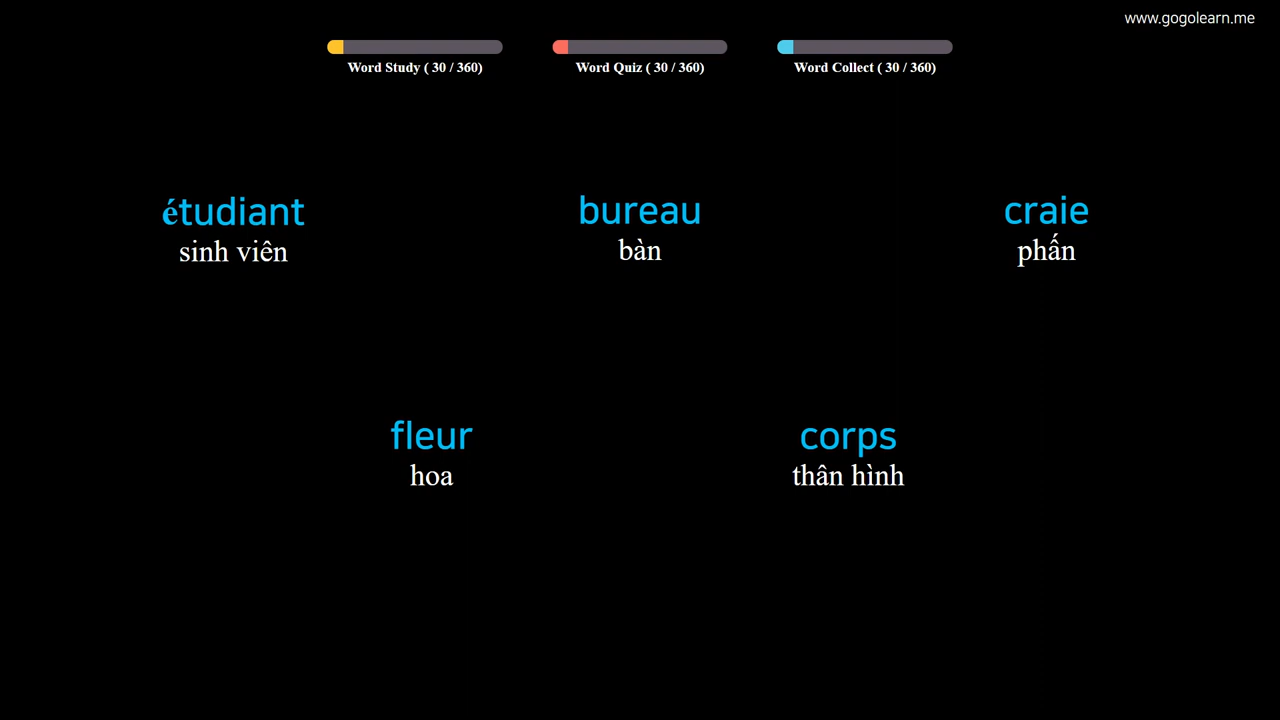 www.gogolearn.me
Word Study ( 30 / 360)
Word Quiz ( 30 / 360)
Word Collect ( 30 / 360)
étudiant
sinh viên
bureau
bàn
craie
phấn
fleur
hoa
corps
thân hình